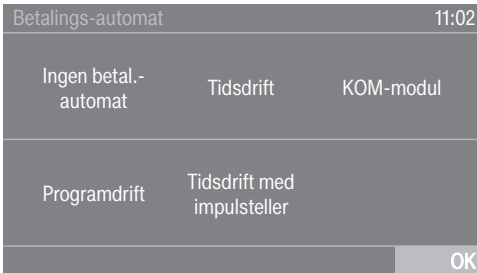 Betalings-automat 11:02
Ingen betal.-
automat
Tidsdrift
KOM-modul
Programdrift
Tidsdrift med
impulsteller
OK